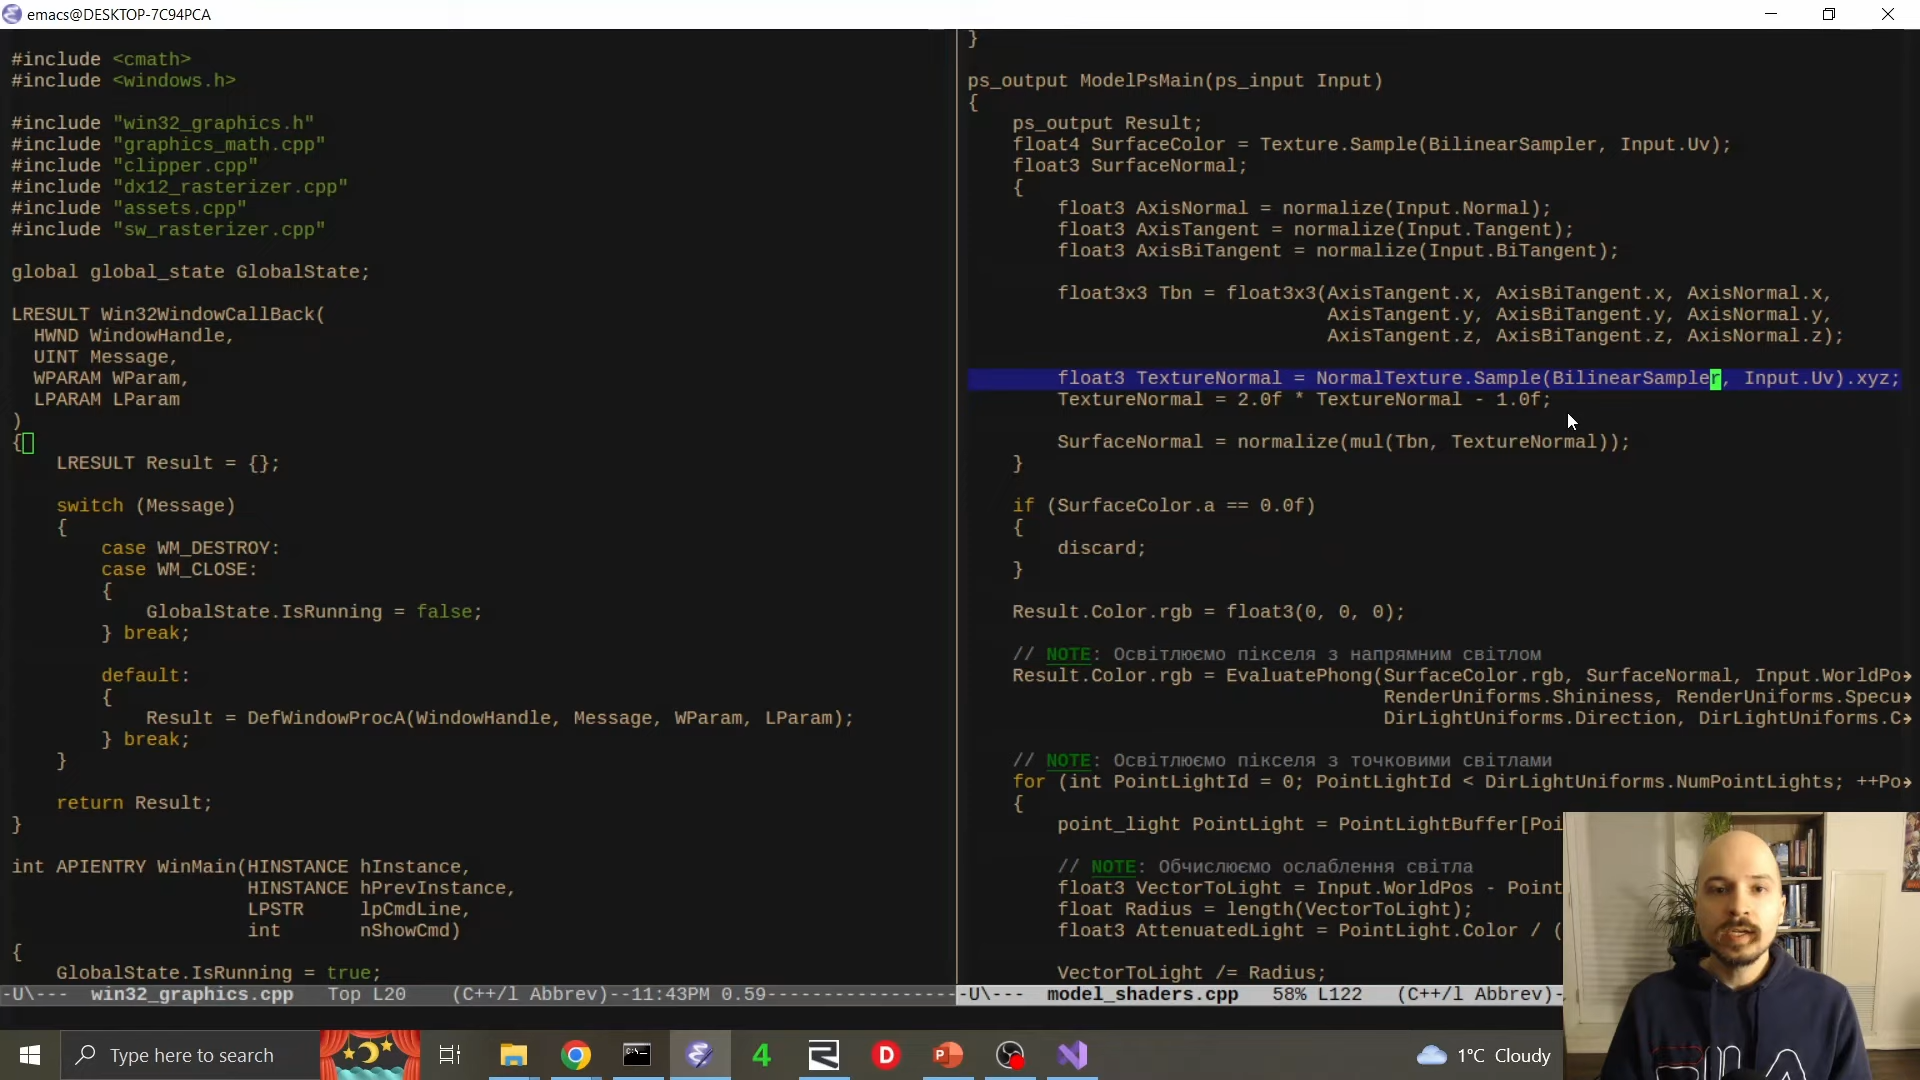 emacs@DESKTOP-7C94PCA
#include <cmath>
#include <windows.h>
#include "win32_graphics.h"
#include "graphics_math.cpp"
#include "clipper.cpp"
#include "dx12_rasterizer.cpp"
#include "assets.cpp"
#include "sw_rasterizer.cpp"
global global_state GlobalState;
LRESULT Win32WindowCallBack(
HWND WindowHandle,
UINT Message,
WPARAM WParam,
LPARAM LParam
)
{
LRESULT Result = {};
switch (Message)
{
case WM_DESTROY:
case WM_CLOSE:
{
GlobalState.IsRunning = false;
} break;
default:
{
Result = DefWindowProcA(WindowHandle, Message, WParam, LParam);
} break;
}
return Result;
}
int APIENTRY WinMain(HINSTANCE hInstance,
HINSTANCE hPrevInstance,
LPSTR lpCmdLine,
int nShowCmd)
{
GlobalState.IsRunning = true;
-U\--- win32_graphics.cpp Top L20 (C++/l Abbrev)--11:43PM 0.59-----------------
}
ps_output ModelPsMain(ps_input Input)
{
ps_output Result;
float4 SurfaceColor = Texture.Sample(BilinearSampler, Input.Uv);
float3 SurfaceNormal;
{
float3 AxisNormal = normalize(Input.Normal);
float3 AxisTangent = normalize(Input.Tangent);
float3 AxisBiTangent = normalize(Input.BiTangent);
float3x3 Tbn = float3x3(AxisTangent.x, AxisBiTangent.x, AxisNormal.x,
AxisTangent.y, AxisBiTangent.y, AxisNormal.y,
AxisTangent.z, AxisBiTangent.z, AxisNormal.z);
float3 TextureNormal = NormalTexture.Sample(BilinearSampler, Input.Uv).xyz;
TextureNormal = 2.0f * TextureNormal - 1.0f;
SurfaceNormal = normalize(mul(Tbn, TextureNormal));
}
if (SurfaceColor.a == 0.0f)
{
discard;
}
Result.Color.rgb = float3(0, 0, 0);
// NOTE: Освітлюємо пікселя з напрямним світлом
Result.Color.rgb = EvaluatePhong(SurfaceColor.rgb, SurfaceNormal, Input.WorldPo
RenderUniforms.Shininess, RenderUniforms.Specu
DirLightUniforms.Direction, DirLightUniforms.C
// NOTE: Освітлюємо пікселя з точковими світлами
for (int PointLightId = 0; PointLightId < DirLightUniforms.NumPointLights; ++Po
{
point_light PointLight = PointLightBuffer[Poi
// NOTE: Обчислюємо ослаблення світла
float3 VectorToLight = Input.WorldPos - Point
float Radius = length(VectorToLight);
float3 AttenuatedLight = PointLight.Color / (
VectorToLight /= Radius;
-U\--- model_shaders.cpp 58% L122 (C++/l Abbrev)-
Type here to search
4
D
P
1°C Cloudy